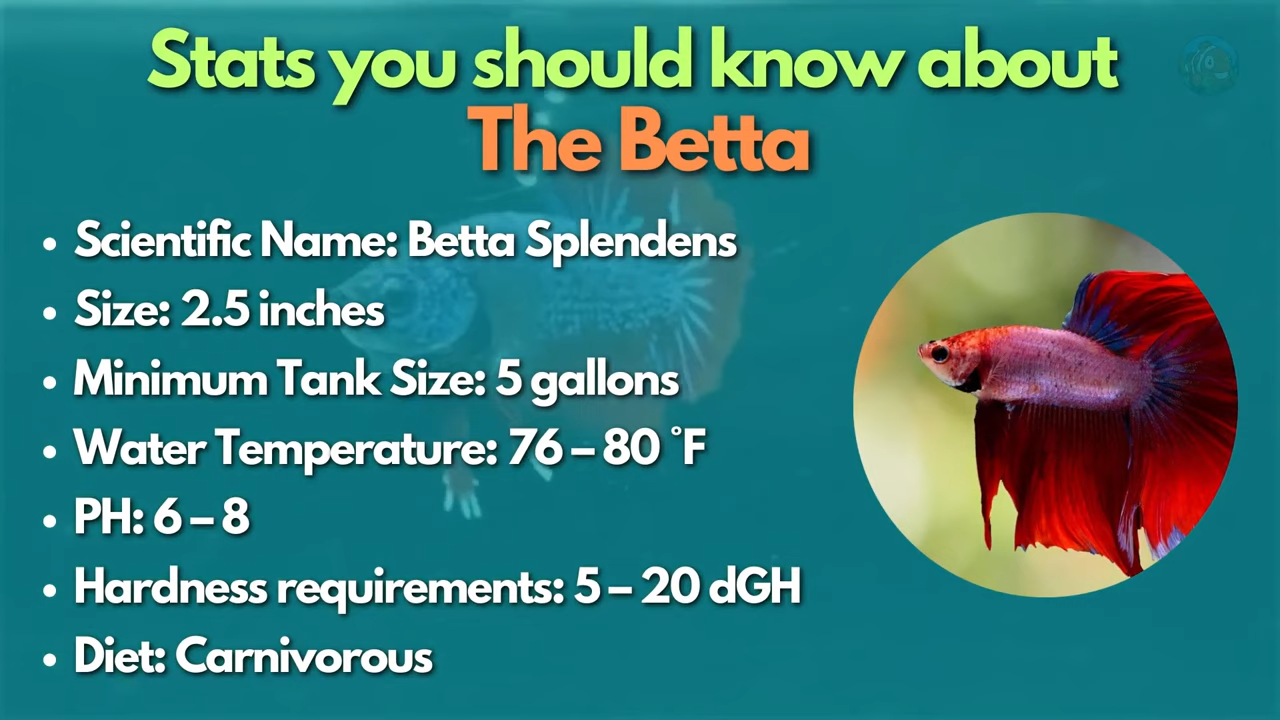 Stats you should know about
The Betta
• Scientific Name: Betta Splendens
• Size: 2.5 inches
• Minimum Tank Size: 5 gallons
• Water Temperature: 76 – 80 °F
• PH: 6 – 8
• Hardness requirements: 5 – 20 dGH
• Diet: Carnivorous